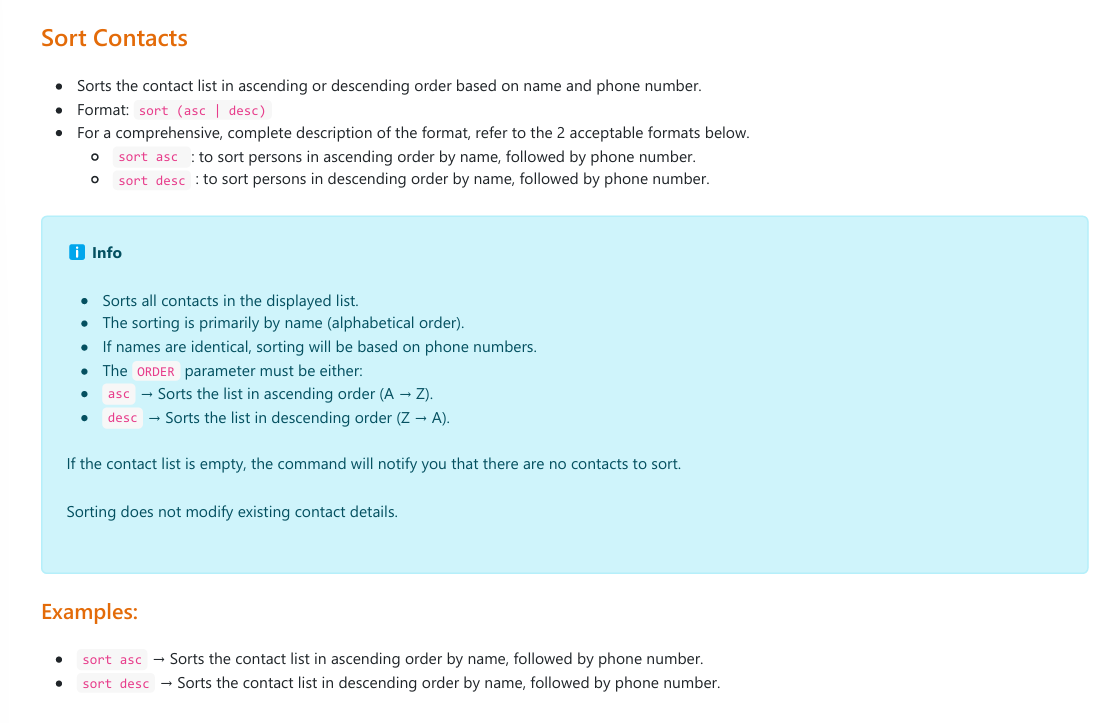 Sort Contacts
• Sorts the contact list in ascending or descending order based on name and phone number.
• Format: sort (asc | desc)
• For a comprehensive, complete description of the format, refer to the 2 acceptable formats below.
◦ sort asc : to sort persons in ascending order by name, followed by phone number.
◦ sort desc : to sort persons in descending order by name, followed by phone number.
ℹ️ Info
• Sorts all contacts in the displayed list.
• The sorting is primarily by name (alphabetical order).
• If names are identical, sorting will be based on phone numbers.
• The ORDER parameter must be either:
• asc → Sorts the list in ascending order (A → Z).
• desc → Sorts the list in descending order (Z → A).
If the contact list is empty, the command will notify you that there are no contacts to sort.
Sorting does not modify existing contact details.
Examples:
• sort asc → Sorts the contact list in ascending order by name, followed by phone number.
• sort desc → Sorts the contact list in descending order by name, followed by phone number.